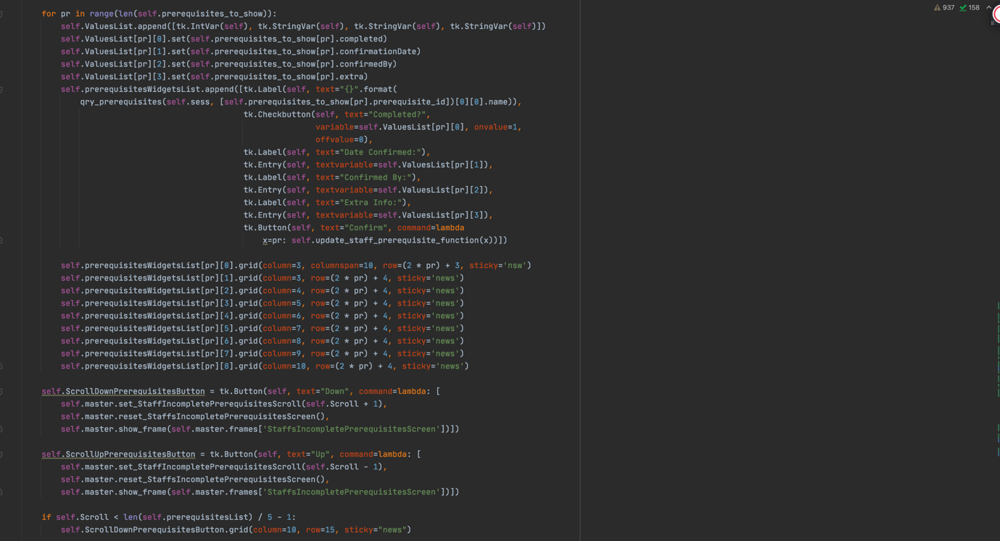 937 158
for pr in range(len(self.prerequisites_to_show)):
self.ValuesList.append([tk.IntVar(self), tk.StringVar(self), tk.StringVar(self), tk.StringVar(self)])
self.ValuesList[pr][0].set(self.prerequisites_to_show[pr].completed)
self.ValuesList[pr][1].set(self.prerequisites_to_show[pr].confirmationDate)
self.ValuesList[pr][2].set(self.prerequisites_to_show[pr].confirmedBy)
self.ValuesList[pr][3].set(self.prerequisites_to_show[pr].extra)
self.prerequisitesWidgetsList.append([tk.Label(self, text="{}".format(
qry_prerequisites(self.sess, [self.prerequisites_to_show[pr].prerequisite_id])[0][0].name)),
tk.Checkbutton(self, text="Completed?",
variable=self.ValuesList[pr][0], onvalue=1,
offvalue=0),
tk.Label(self, text="Date Confirmed:"),
tk.Entry(self, textvariable=self.ValuesList[pr][1]),
tk.Label(self, text="Confirmed By:"),
tk.Entry(self, textvariable=self.ValuesList[pr][2]),
tk.Label(self, text="Extra Info:"),
tk.Entry(self, textvariable=self.ValuesList[pr][3]),
tk.Button(self, text="Confirm", command=lambda
x=pr: self.update_staff_prerequisite_function(x))])
self.prerequisitesWidgetsList[pr][0].grid(column=3, columnspan=10, row=(2 * pr) + 3, sticky='nsw')
self.prerequisitesWidgetsList[pr][1].grid(column=3, row=(2 * pr) + 4, sticky='news')
self.prerequisitesWidgetsList[pr][2].grid(column=4, row=(2 * pr) + 4, sticky='news')
self.prerequisitesWidgetsList[pr][3].grid(column=5, row=(2 * pr) + 4, sticky='news')
self.prerequisitesWidgetsList[pr][4].grid(column=6, row=(2 * pr) + 4, sticky='news')
self.prerequisitesWidgetsList[pr][5].grid(column=7, row=(2 * pr) + 4, sticky='news')
self.prerequisitesWidgetsList[pr][6].grid(column=8, row=(2 * pr) + 4, sticky='news')
self.prerequisitesWidgetsList[pr][7].grid(column=9, row=(2 * pr) + 4, sticky='news')
self.prerequisitesWidgetsList[pr][8].grid(column=10, row=(2 * pr) + 4, sticky='news')
self.ScrollDownPrerequisitesButton = tk.Button(self, text="Down", command=lambda: [
self.master.set_StaffIncompletePrerequisitesScroll(self.Scroll + 1),
self.master.reset_StaffsIncompletePrerequisitesScreen(),
self.master.show_frame(self.master.frames['StaffsIncompletePrerequisitesScreen'])])
self.ScrollUpPrerequisitesButton = tk.Button(self, text="Up", command=lambda: [
self.master.set_StaffIncompletePrerequisitesScroll(self.Scroll - 1),
self.master.reset_StaffsIncompletePrerequisitesScreen(),
self.master.show_frame(self.master.frames['StaffsIncompletePrerequisitesScreen'])])
if self.Scroll < len(self.prerequisitesList) / 5 - 1:
self.ScrollDownPrerequisitesButton.grid(column=10, row=15, sticky="news")